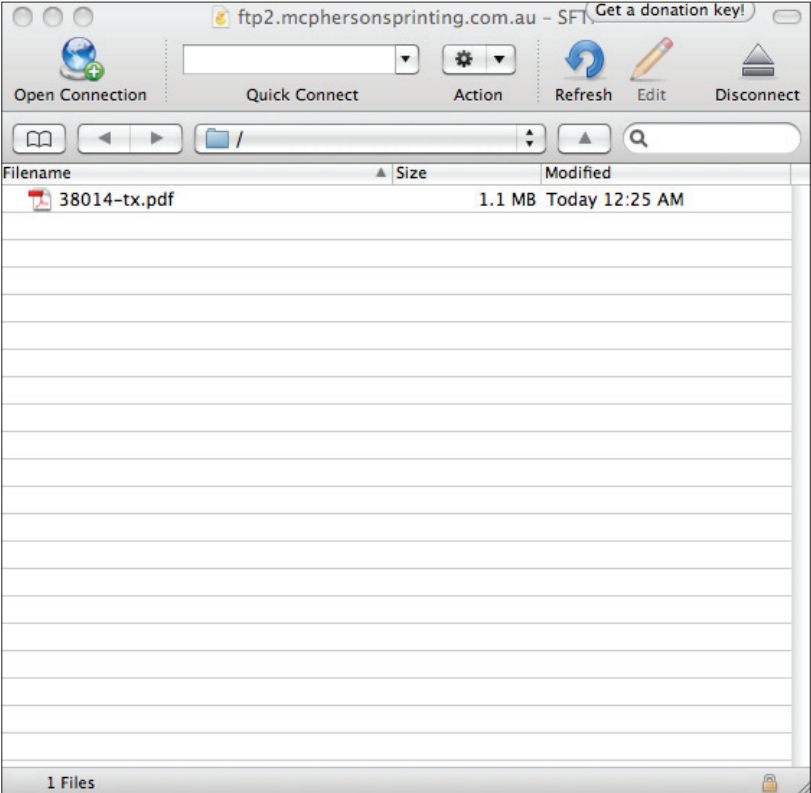 ftp2.mcphersonsprinting.com.au – SFT
Get a donation key!
Open Connection
Quick Connect
Action
Refresh
Edit
Disconnect
/
Filename
Size
Modified
38014-tx.pdf
1.1 MB
Today 12:25 AM
1 Files